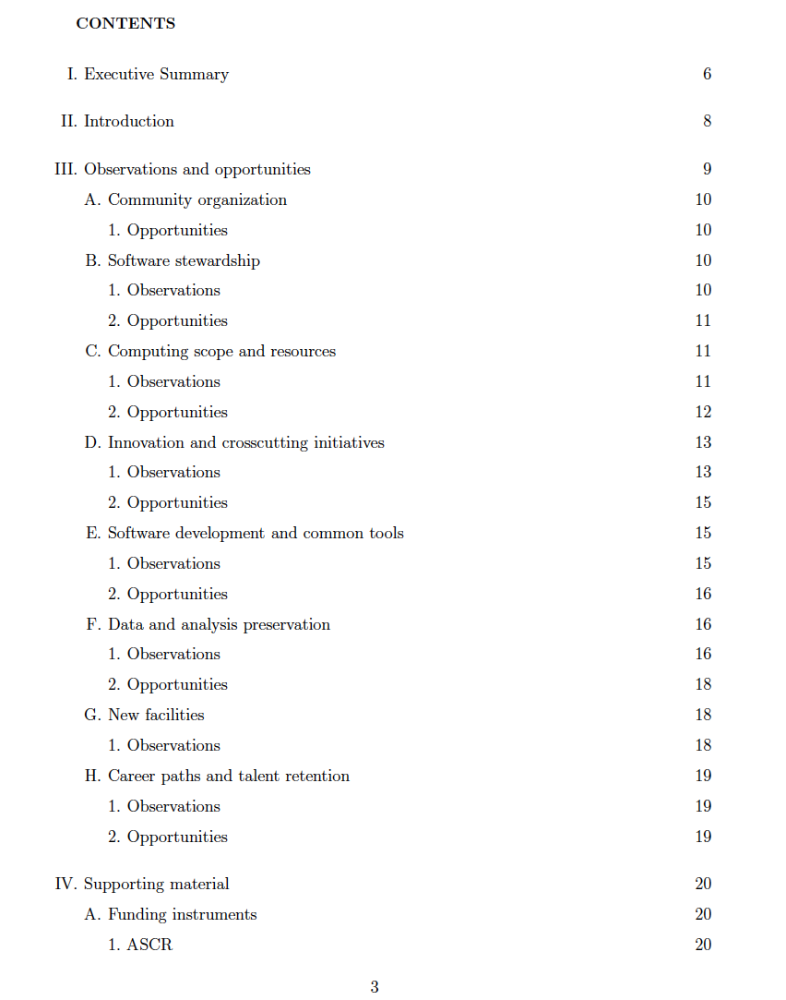 CONTENTS
I. Executive Summary 6
II. Introduction 8
III. Observations and opportunities 9
A. Community organization 10
1. Opportunities 10
B. Software stewardship 10
1. Observations 10
2. Opportunities 11
C. Computing scope and resources 11
1. Observations 11
2. Opportunities 12
D. Innovation and crosscutting initiatives 13
1. Observations 13
2. Opportunities 15
E. Software development and common tools 15
1. Observations 15
2. Opportunities 16
F. Data and analysis preservation 16
1. Observations 16
2. Opportunities 18
G. New facilities 18
1. Observations 18
H. Career paths and talent retention 19
1. Observations 19
2. Opportunities 19
IV. Supporting material 20
A. Funding instruments 20
1. ASCR 20
3